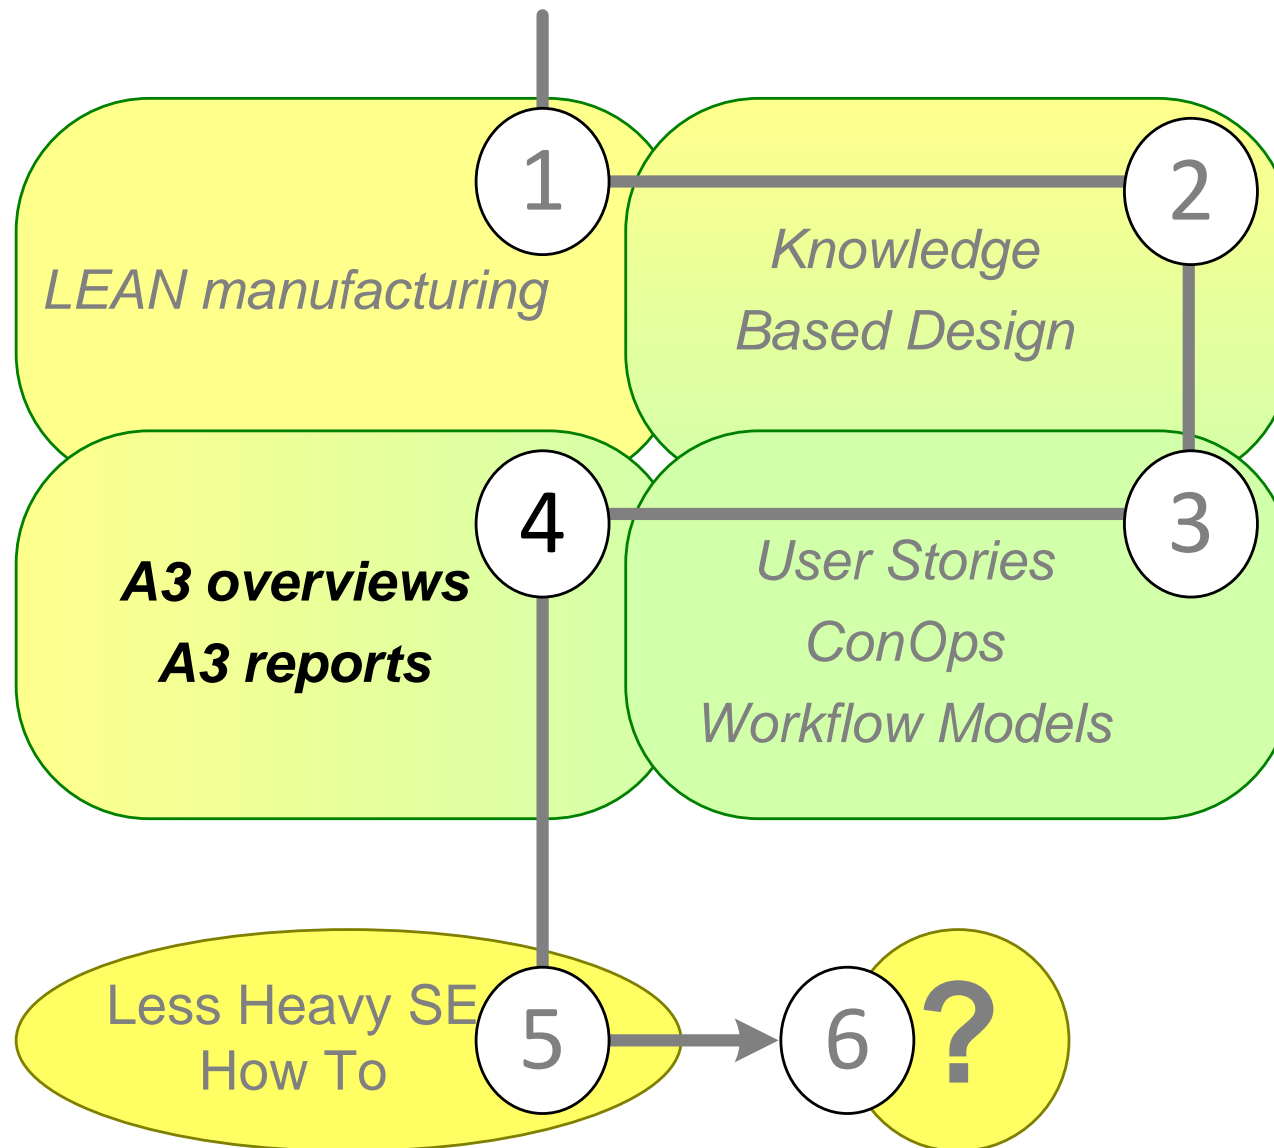 1
LEAN manufacturing
2
Knowledge
Based Design
3
User Stories
ConOps
Workflow Models
4
A3 overviews
A3 reports
5
Less Heavy SE
How To
6
?